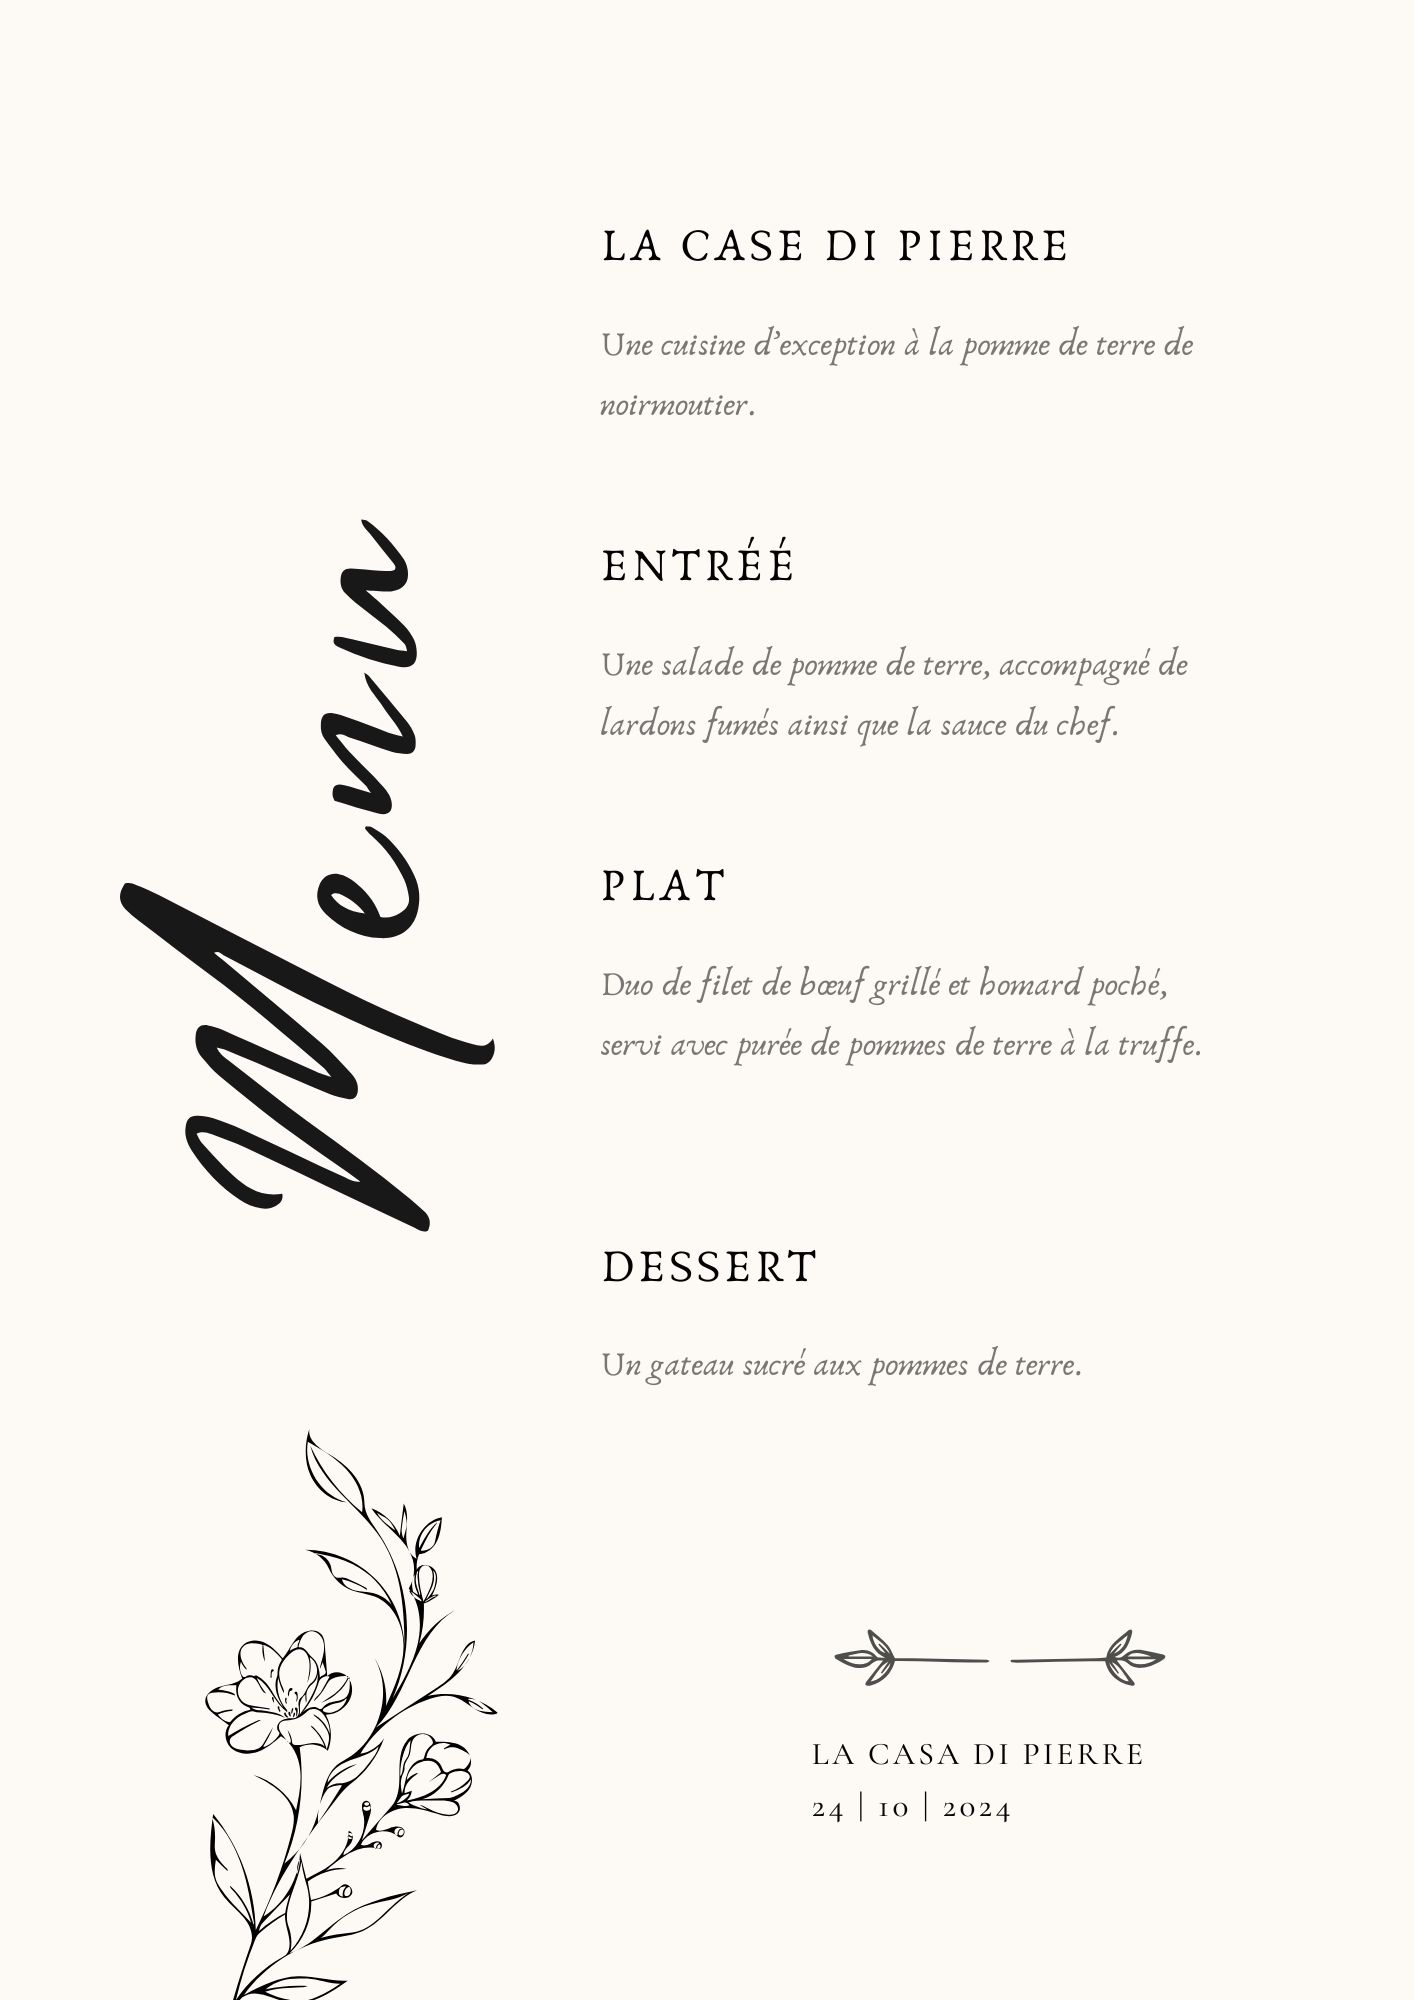 Menu
LA CASE DI PIERRE
Une cuisine d’exception à la pomme de terre de
noirmoutier.
ENTRÉÉ
Une salade de pomme de terre, accompagné de
lardons fumés ainsi que la sauce du chef.
PLAT
Duo de filet de bœuf grillé et homard poché,
servi avec purée de pommes de terre à la truffe.
DESSERT
Un gateau sucré aux pommes de terre.
LA CASA DI PIERRE
24 | 10 | 2024